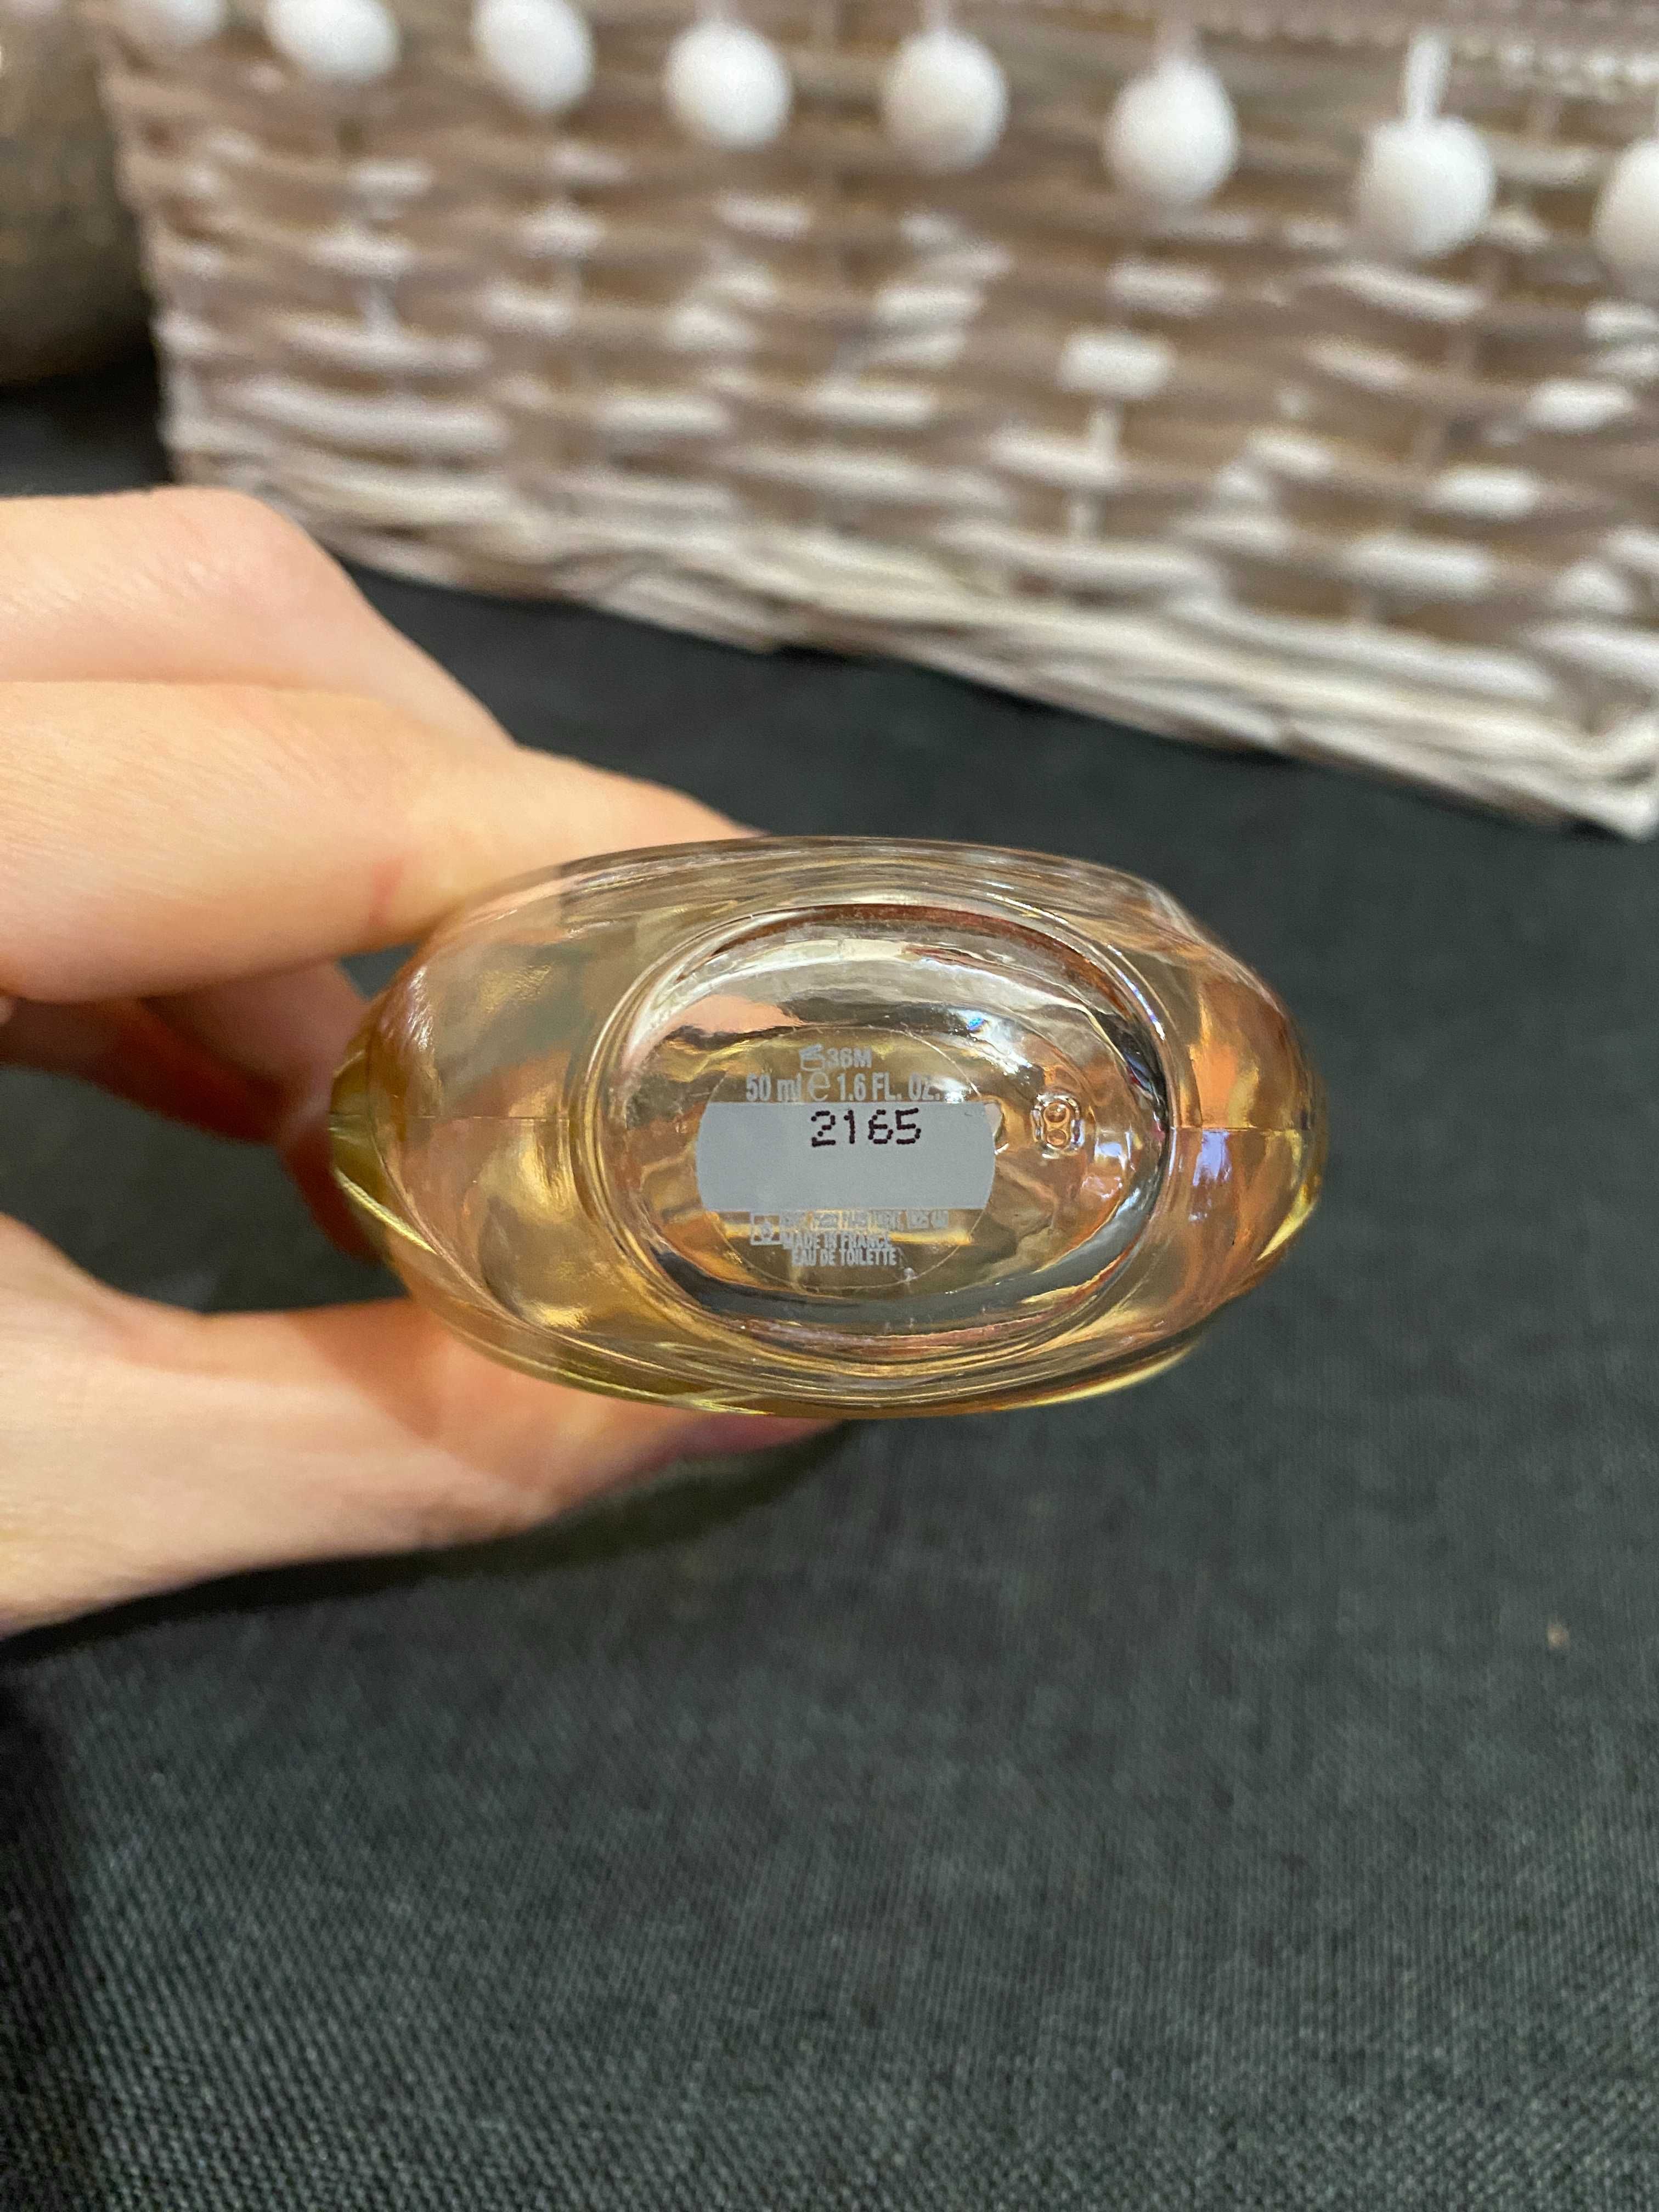 36M
50 ml ℮ 1.6 FL. OZ.
2165
MADE IN FRANCE
EAU DE TOILETTE